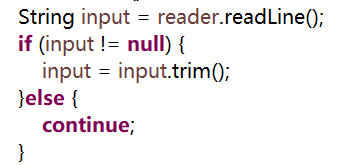 String input = reader.readLine();
if (input != null) {
    input = input.trim();
}else {
    continue;
}